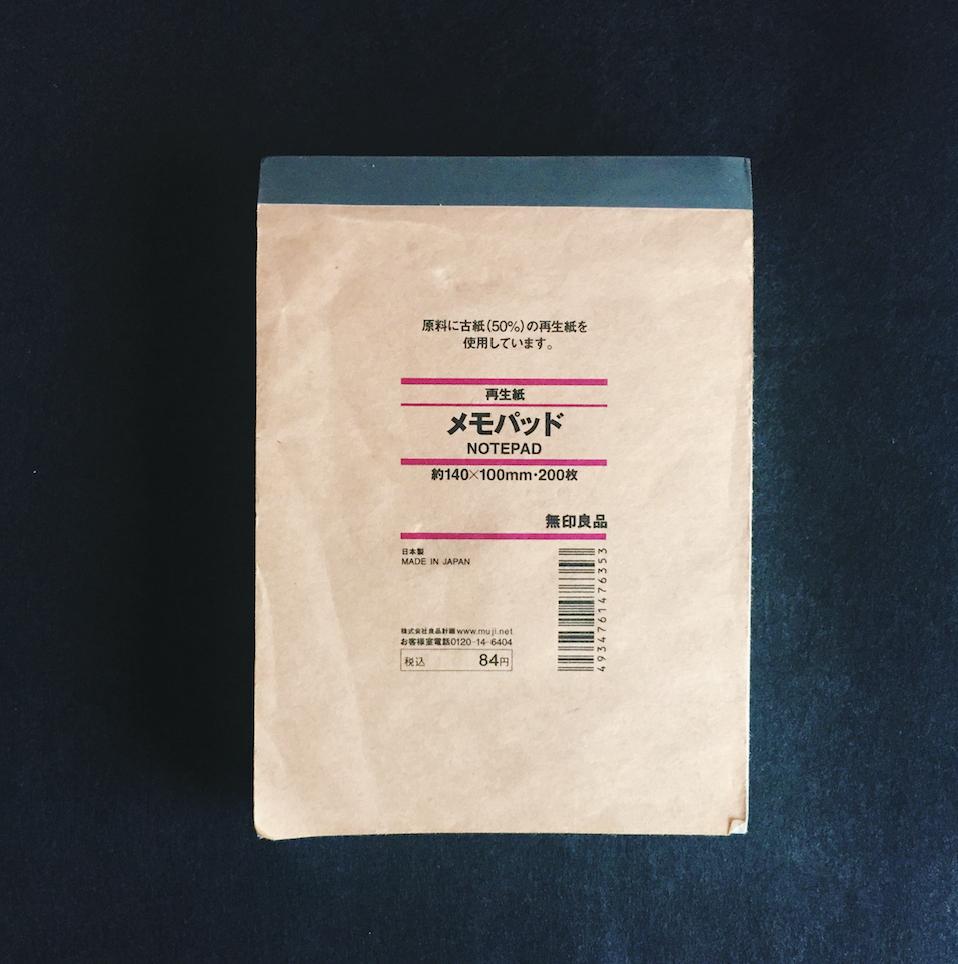 原料に古紙(50%)の再生紙を
使用しています。
再生紙
メモパッド
NOTEPAD
約140×100mm・200枚
無印良品
日本製
MADE IN JAPAN
株式会社良品計画 www.muji.net
お客様室電話0120-14-6404
税込 84円
4934761476353